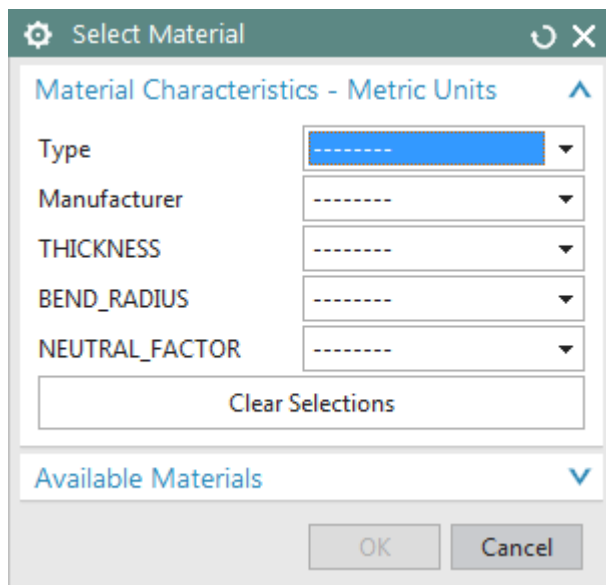 Select Material
Material Characteristics - Metric Units
Type --------
Manufacturer --------
THICKNESS --------
BEND_RADIUS --------
NEUTRAL_FACTOR --------
Clear Selections
Available Materials
OK Cancel